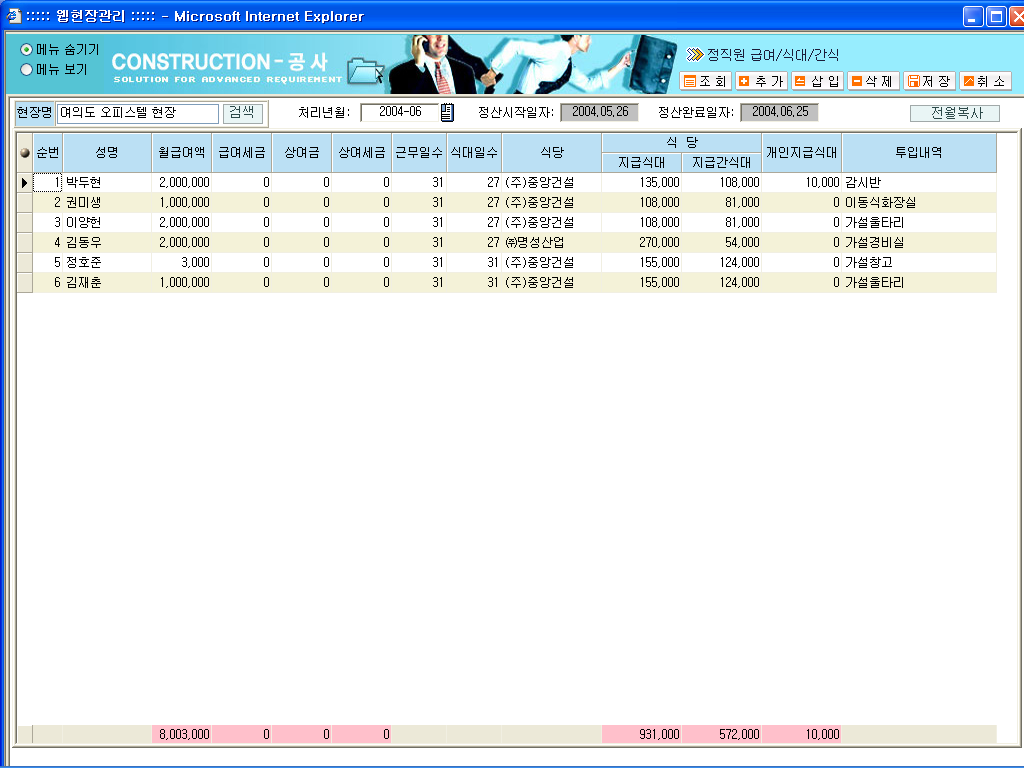 ::::: 웹현장관리 ::::: - Microsoft Internet Explorer
메뉴 숨기기
메뉴 보기
CONSTRUCTION-공사
SOLUTION FOR ADVANCED REQUIREMENT
정직원 급여/식대/간식
조 회 추 가 삽 입 삭 제 저 장 취 소
현장명 여의도 오피스텔 현장 검색 처리년월: 2004-06 정산시작일자: 2004.05.26 정산완료일자: 2004.06.25 전월복사
순번 성명 월급여액 급여세금 상여금 상여세금 근무일수 식대일수 식당 식 당 개인지급식대 투입내역
지급식대 지급간식대
1 박두현 2,000,000 0 0 0 31 27 (주)중앙건설 135,000 108,000 10,000 감시반
2 권미생 1,000,000 0 0 0 31 27 (주)중앙건설 108,000 81,000 0 이동식화장실
3 이양현 2,000,000 0 0 0 31 27 (주)중앙건설 108,000 81,000 0 가설울타리
4 김동우 2,000,000 0 0 0 31 27 ㈜명성산업 270,000 54,000 0 가설경비실
5 정호준 3,000 0 0 0 31 31 (주)중앙건설 155,000 124,000 0 가설창고
6 김재훈 1,000,000 0 0 0 31 31 (주)중앙건설 155,000 124,000 0 가설울타리
8,003,000 0 0 0 931,000 572,000 10,000